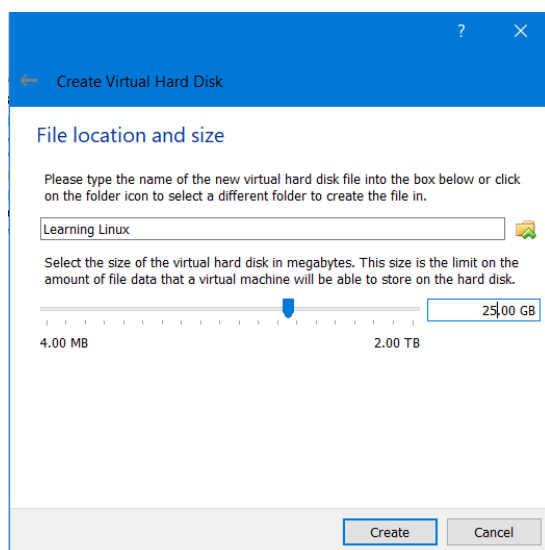 ?
Create Virtual Hard Disk
File location and size
Please type the name of the new virtual hard disk file into the box below or click
on the folder icon to select a different folder to create the file in.
Learning Linux
Select the size of the virtual hard disk in megabytes. This size is the limit on the
amount of file data that a virtual machine will be able to store on the hard disk.
25.00 GB
4.00 MB 2.00 TB
Create Cancel